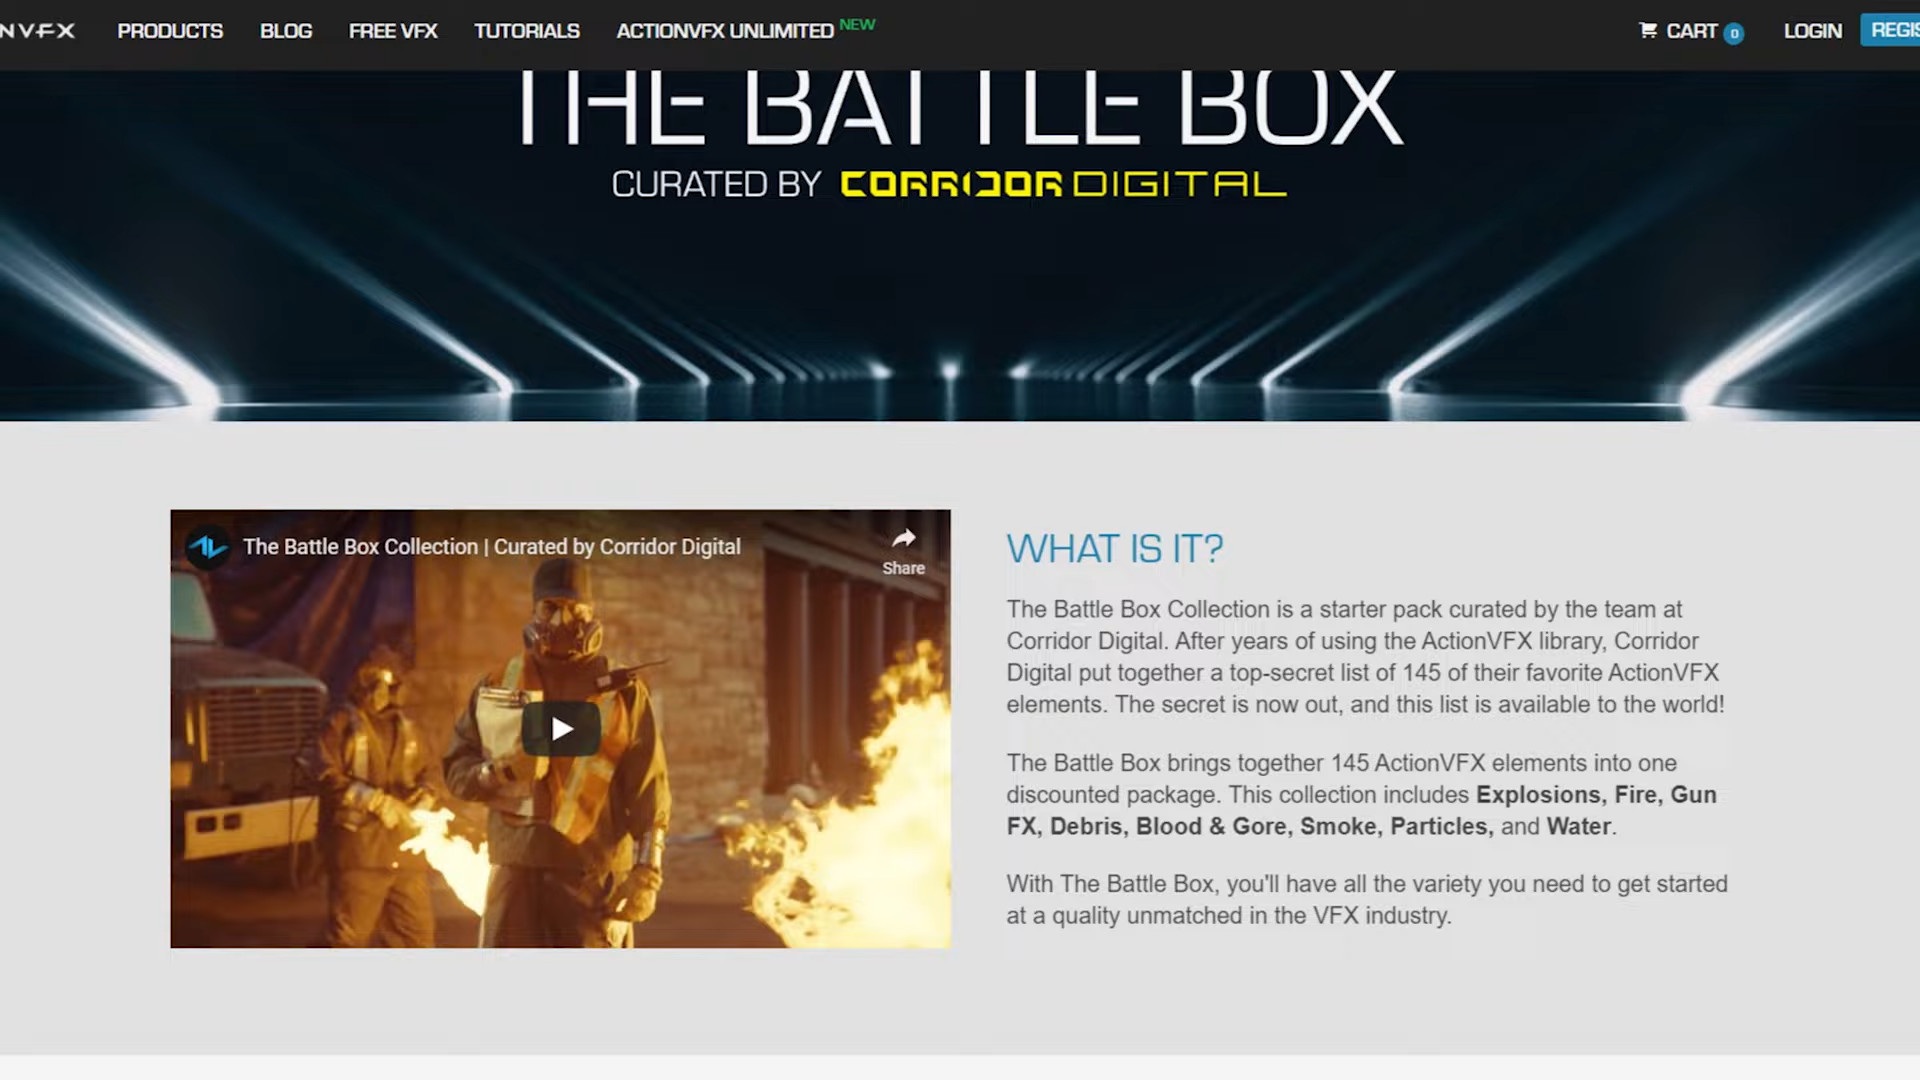 NVFX PRODUCTS BLOG FREE VFX TUTORIALS ACTIONVFX UNLIMITED NEW CART 0 LOGIN REGIS
THE BATTLE BOX
CURATED BY CORRIDOR DIGITAL
The Battle Box Collection | Curated by Corridor Digital
Share
WHAT IS IT?
The Battle Box Collection is a starter pack curated by the team at
Corridor Digital. After years of using the ActionVFX library, Corridor
Digital put together a top-secret list of 145 of their favorite ActionVFX
elements. The secret is now out, and this list is available to the world!
The Battle Box brings together 145 ActionVFX elements into one
discounted package. This collection includes Explosions, Fire, Gun
FX, Debris, Blood & Gore, Smoke, Particles, and Water.
With The Battle Box, you'll have all the variety you need to get started
at a quality unmatched in the VFX industry.